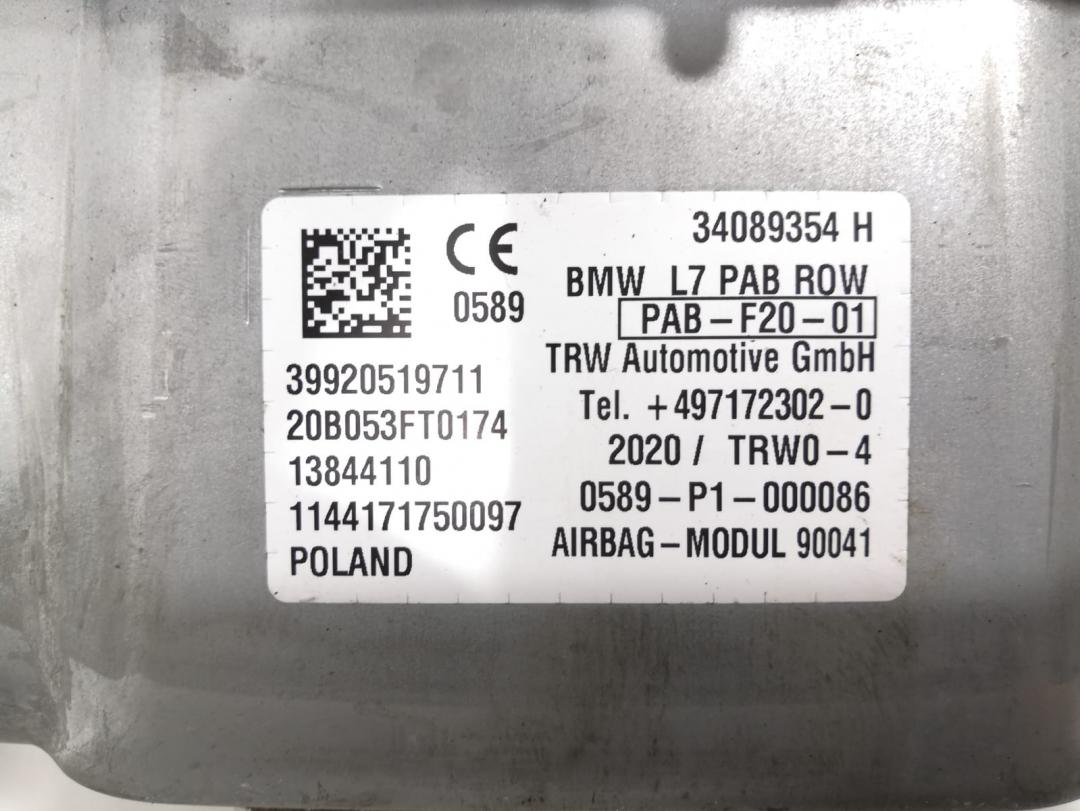 CE
0589
34089354 H
BMW L7 PAB ROW
PAB-F20-01
TRW Automotive GmbH
Tel. +497172302-0
2020 / TRW0-4
0589-P1-000086
AIRBAG-MODUL 90041
39920519711
20B053FT0174
13844110
1144171750097
POLAND